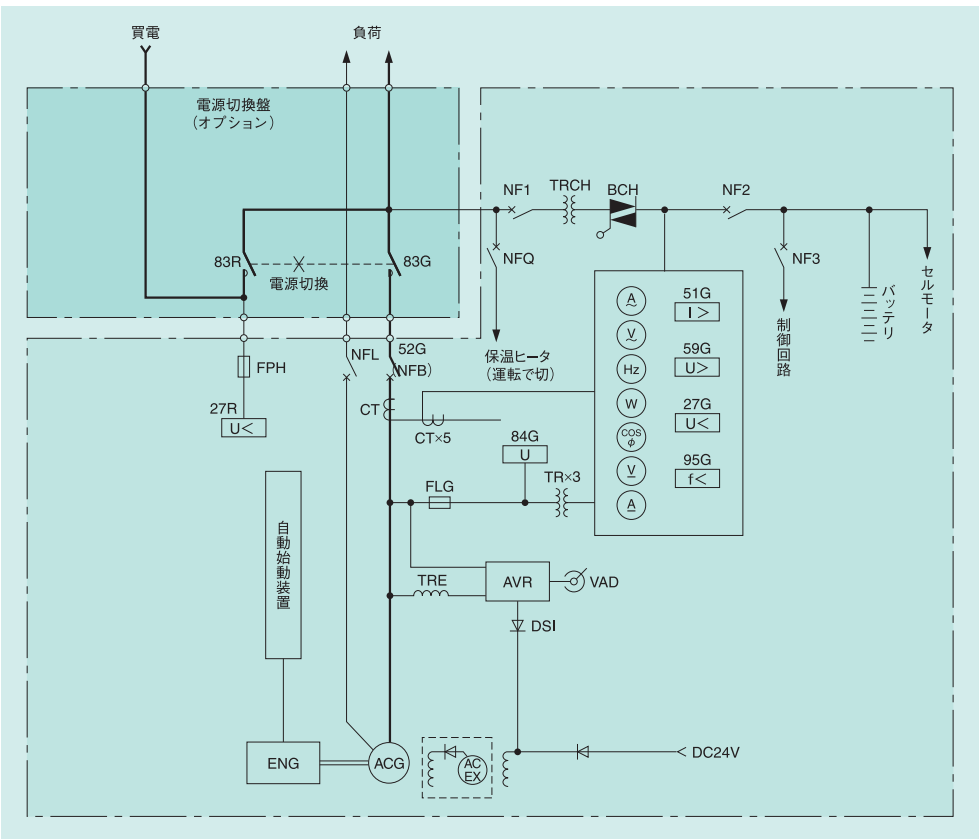 買電
負荷
電源切換盤
（オプション）
NF1
TRCH
BCH
NF2
NFQ
NF3
83R
83G
電源切換
セルモータ
バッテリ
制御回路
保温ヒータ
（運転で切）
A
V
Hz
W
COS
φ
V
A
51G
I >
59G
U>
27G
U<
95G
f<
FPH
NFL
52G
(NFB)
27R
U<
CT
CT×5
84G
U
FLG
TR×3
自動始動装置
TRE
AVR
VAD
DSI
ENG
ACG
AC
EX
DC24V